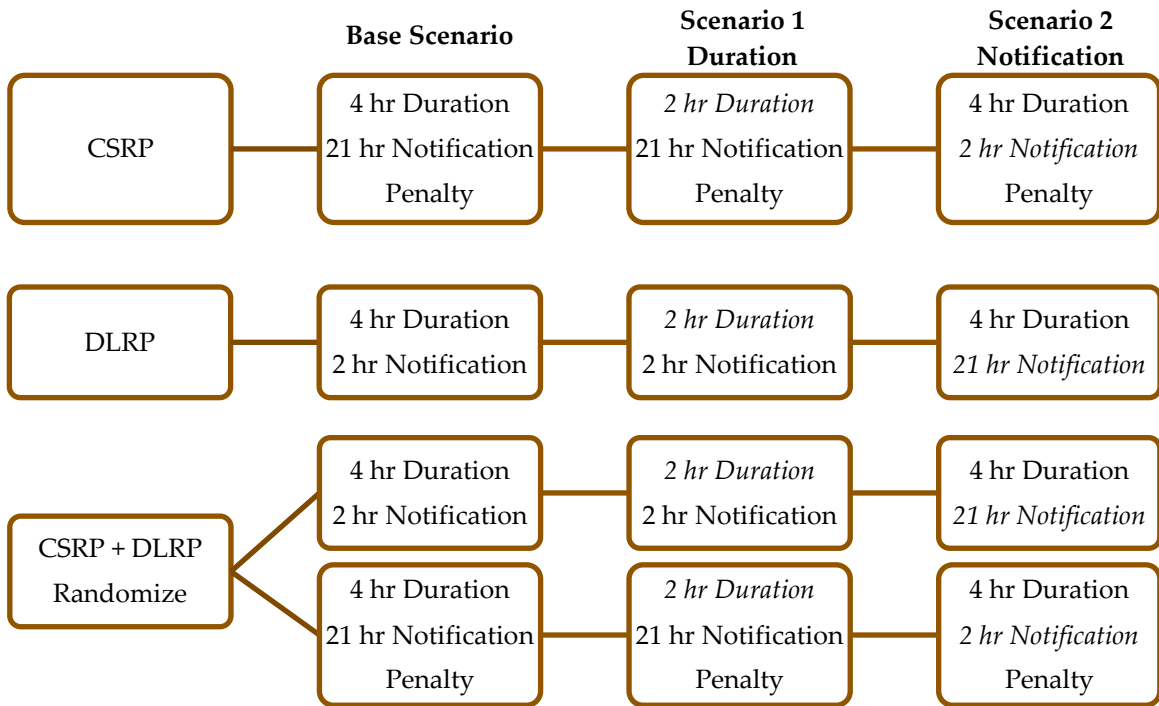 Base Scenario
Scenario 1
Duration
Scenario 2
Notification
CSRP
4 hr Duration
21 hr Notification
Penalty
2 hr Duration
21 hr Notification
Penalty
4 hr Duration
2 hr Notification
Penalty
DLRP
4 hr Duration
2 hr Notification
2 hr Duration
2 hr Notification
4 hr Duration
21 hr Notification
CSRP + DLRP
Randomize
4 hr Duration
2 hr Notification
2 hr Duration
2 hr Notification
4 hr Duration
21 hr Notification
4 hr Duration
21 hr Notification
Penalty
2 hr Duration
21 hr Notification
Penalty
4 hr Duration
2 hr Notification
Penalty